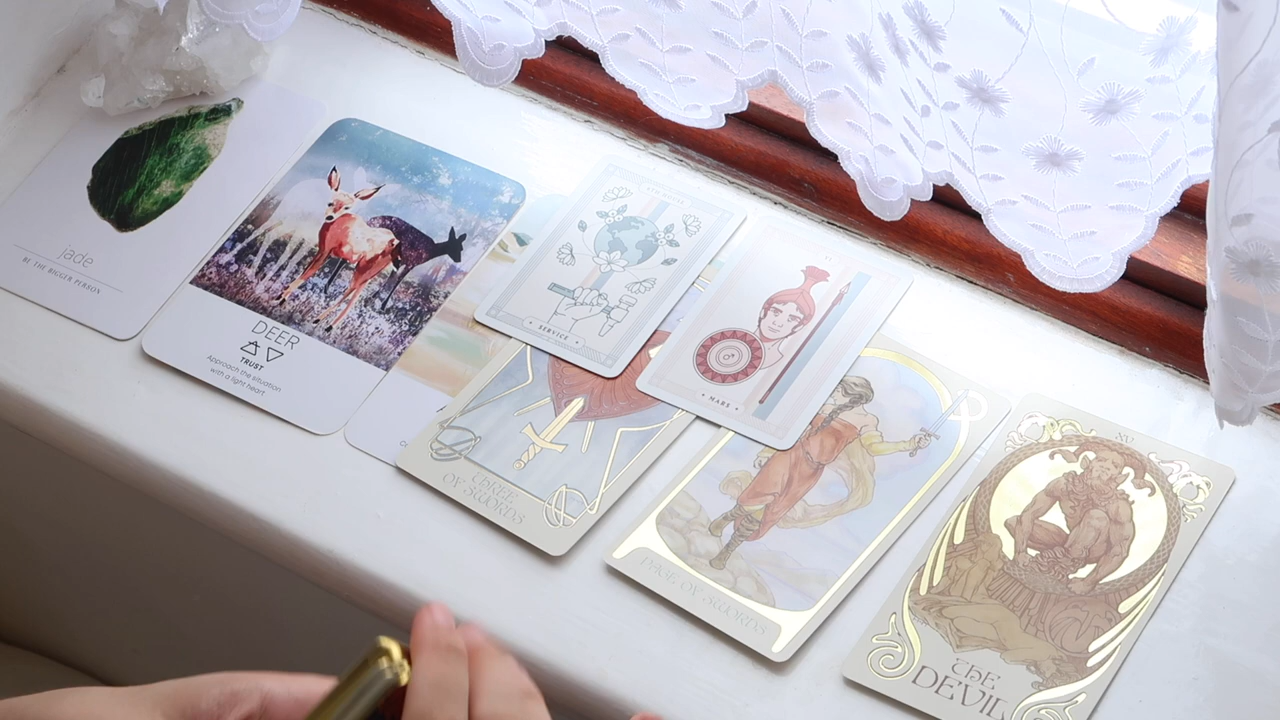 jade
BE THE BIGGER PERSON
DEER
TRUST
Approach the situation
with a light heart
SERVICE
VI
MARS
THREE
OF SWORDS
PAGE OF SWORDS
XV
THE
DEVIL